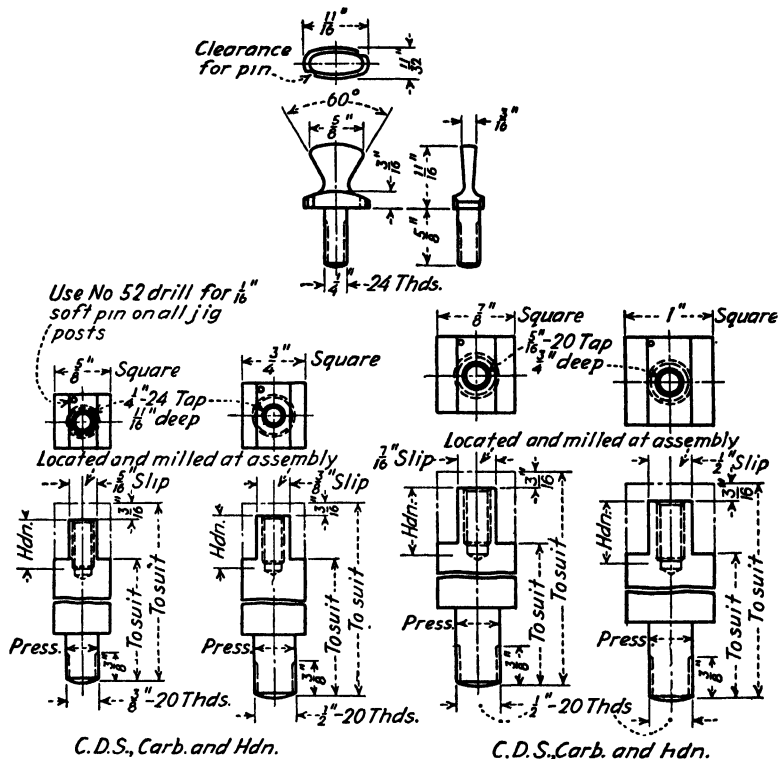 11/16"
Clearance
for pin
11/32"
60°
5/8"
3/16"
3/16"
11/16"
5/8"
1/4"-24 Thds.
Use No 52 drill for 1/16"
soft pin on all jig
posts
5/8" Square
3/4" Square
7/8" Square
1" Square
1/4"-24 Tap
11/16" deep
5/16"-20 Tap
3/4" deep
Located and milled at assembly
Located and milled at assembly
Slip
3/16"
Slip
3/16"
7/16" Slip
3/16"
1/2" Slip
3/16"
Hdn.
Hdn.
Hdn.
Hdn.
To suit
To suit
To suit
To suit
To suit
To suit
To suit
To suit
Press.
Press.
Press.
Press.
3/8"
3/8"
3/8"
3/8"
3/8"-20 Thds.
1/2"-20 Thds.
1/2"-20 Thds
C.D.S., Carb. and Hdn.
C.D.S., Carb. and hdn.